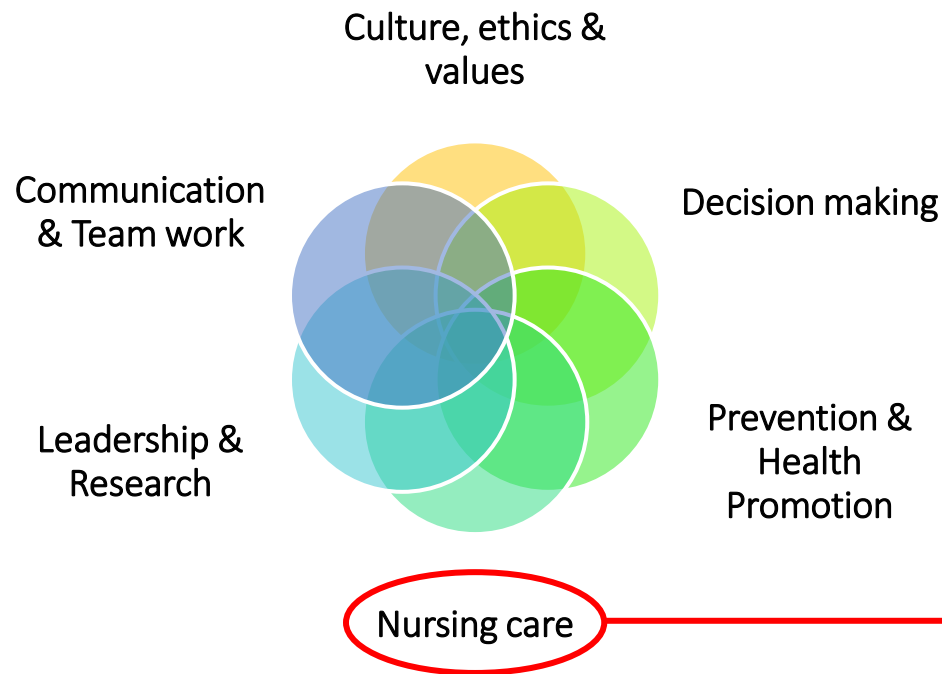 Culture, ethics &
values
Communication
& Team work
Decision making
Leadership &
Research
Prevention &
Health
Promotion
Nursing care